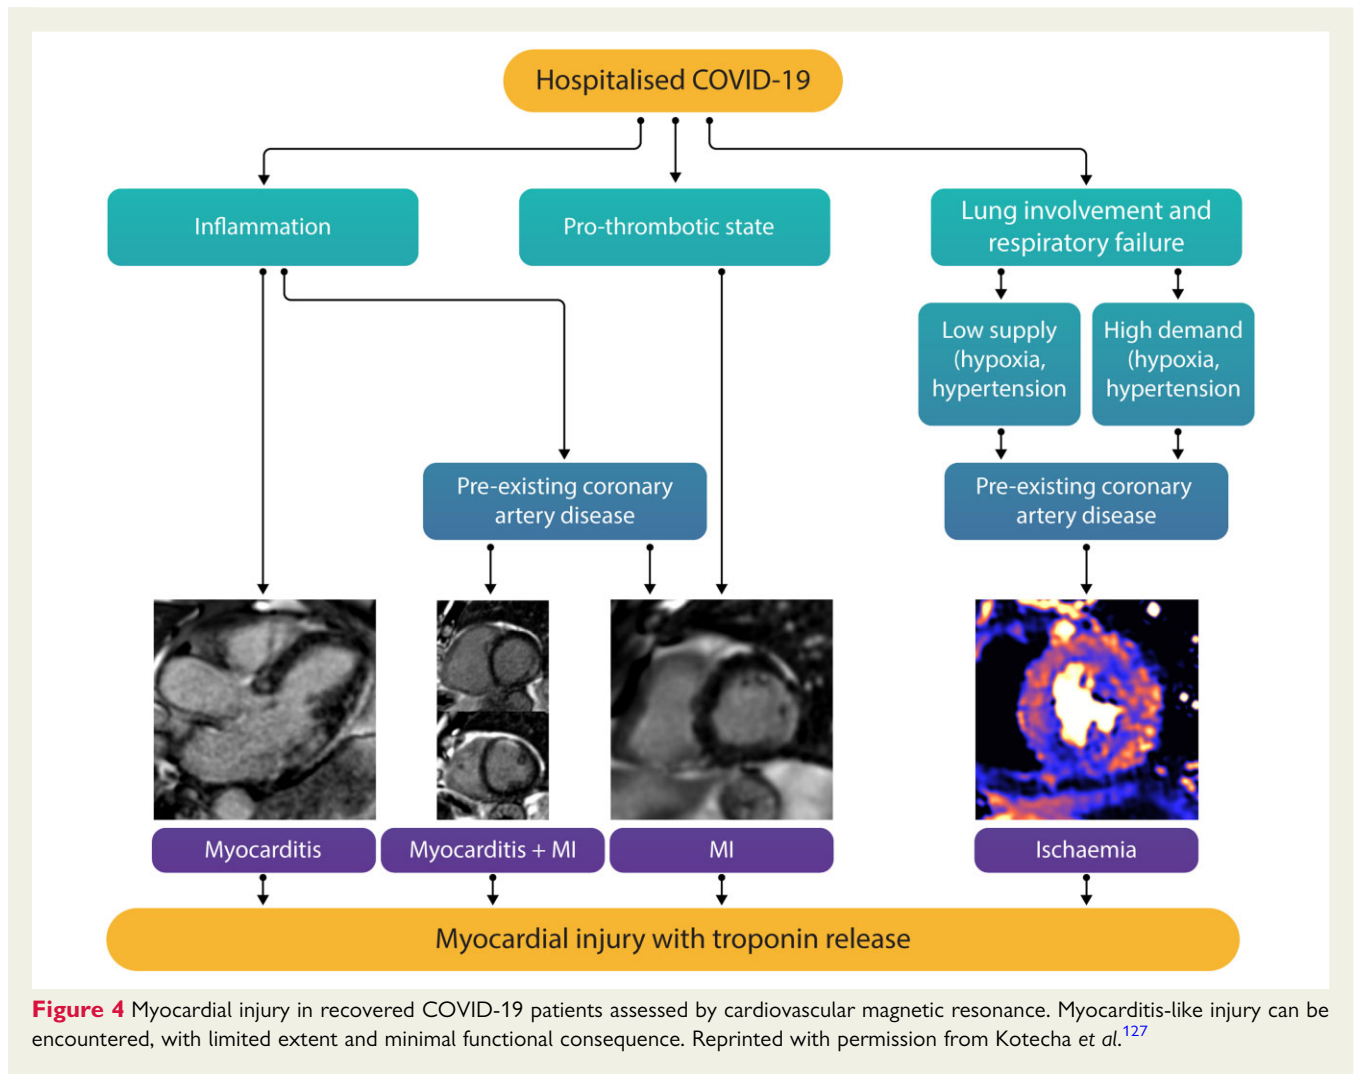 Hospitalised COVID-19
Inflammation
Pro-thrombotic state
Lung involvement and
respiratory failure
Low supply
(hypoxia,
hypertension
High demand
(hypoxia,
hypertension
Pre-existing coronary
artery disease
Pre-existing coronary
artery disease
Myocarditis
Myocarditis + MI
MI
Ischaemia
Myocardial injury with troponin release
Figure 4 Myocardial injury in recovered COVID-19 patients assessed by cardiovascular magnetic resonance. Myocarditis-like injury can be
encountered, with limited extent and minimal functional consequence. Reprinted with permission from Kotecha et al.127